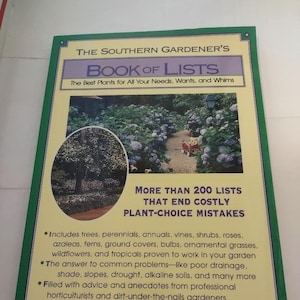 THE SOUTHERN GARDENER'S
BOOK OF LISTS
The Best Plants for All Your Needs, Wants, and Whims
MORE THAN 200 LISTS
THAT END COSTLY
PLANT-CHOICE MISTAKES
• Includes trees, perennials, annuals, vines, shrubs, roses,
azaleas, ferns, ground covers, bulbs, ornamental grasses,
wildflowers, and tropicals proven to work in your garden
• The answer to common problems—like poor drainage,
shade, slopes, drought, alkaline soils, and many more
• Filled with advice and anecdotes from professional
horticulturists and dirt-under-the-nails gardeners